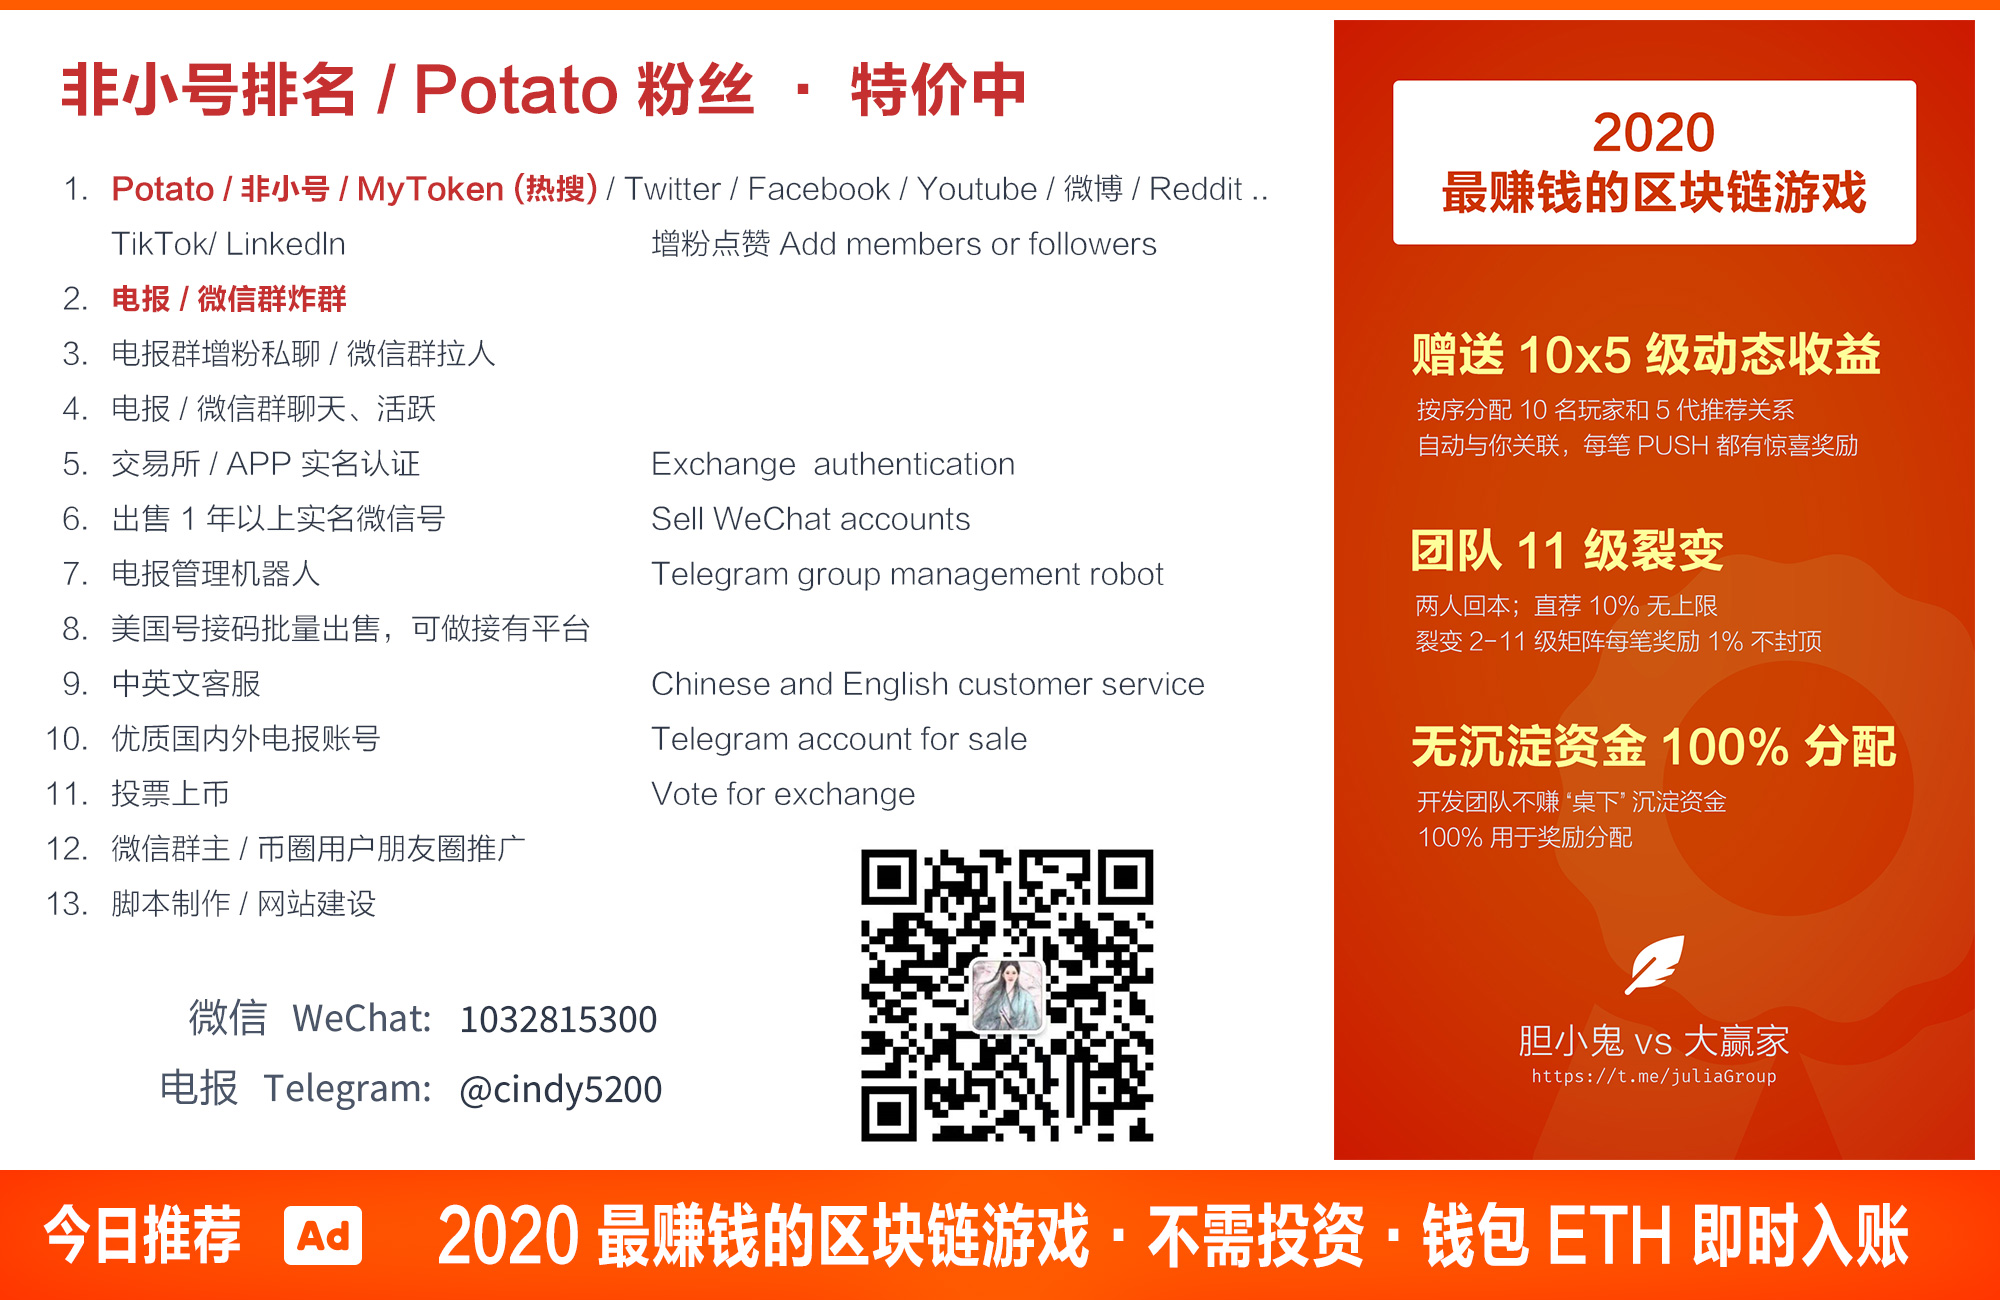 非小号排名 / Potato 粉丝 · 特价中
1. Potato / 非小号 / MyToken (热搜) / Twitter / Facebook / Youtube / 微博 / Reddit ..
TikTok/ LinkedIn 增粉点赞 Add members or followers
2. 电报 / 微信群炸群
3. 电报群增粉私聊 / 微信群拉人
4. 电报 / 微信群聊天、活跃
5. 交易所 / APP 实名认证 Exchange authentication
6. 出售 1 年以上实名微信号 Sell WeChat accounts
7. 电报管理机器人 Telegram group management robot
8. 美国号接码批量出售，可做接有平台
9. 中英文客服 Chinese and English customer service
10. 优质国内外电报账号 Telegram account for sale
11. 投票上币 Vote for exchange
12. 微信群主 / 币圈用户朋友圈推广
13. 脚本制作 / 网站建设
微信 WeChat: 1032815300
电报 Telegram: @cindy5200
2020
最赚钱的区块链游戏
赠送 10x5 级动态收益
按序分配 10 名玩家和 5 代推荐关系
自动与你关联，每笔 PUSH 都有惊喜奖励
团队 11 级裂变
两人回本；直荐 10% 无上限
裂变 2-11 级矩阵每笔奖励 1% 不封顶
无沉淀资金 100% 分配
开发团队不赚 “桌下” 沉淀资金
100% 用于奖励分配
胆小鬼 vs 大赢家
https://t.me/juliaGroup
今日推荐 Ad 2020 最赚钱的区块链游戏 · 不需投资 · 钱包 ETH 即时入账